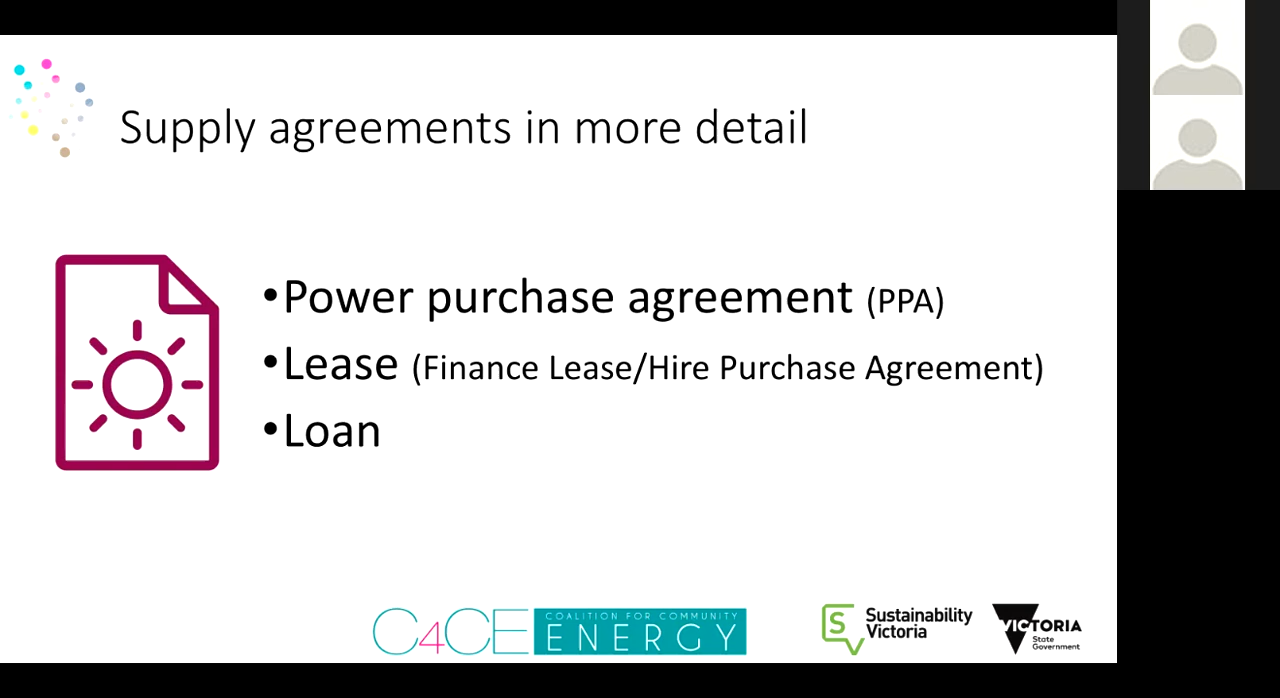 Supply agreements in more detail
•Power purchase agreement (PPA)
•Lease (Finance Lease/Hire Purchase Agreement)
•Loan
C4CE COALITION FOR COMMUNITY
ENERGY
S Sustainability
Victoria
VICTORIA
State
Government